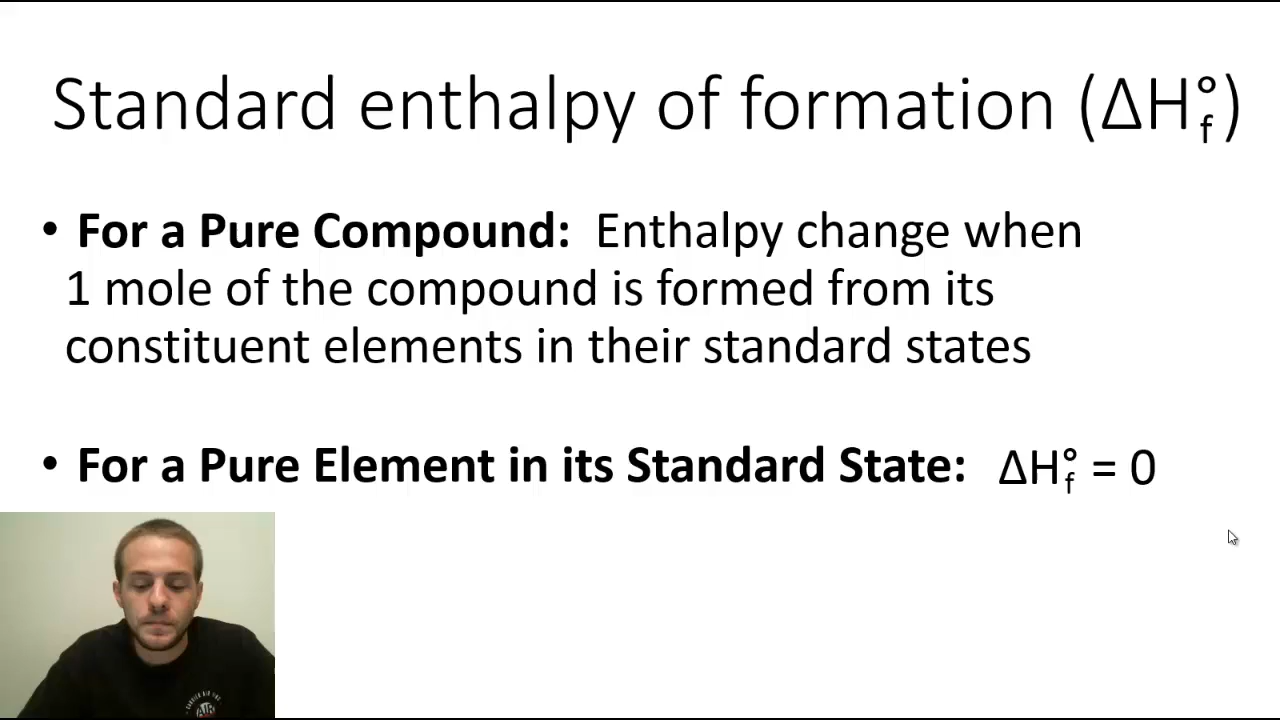 Standard enthalpy of formation (ΔH°f)
• For a Pure Compound: Enthalpy change when
1 mole of the compound is formed from its
constituent elements in their standard states
• For a Pure Element in its Standard State: ΔH°f = 0